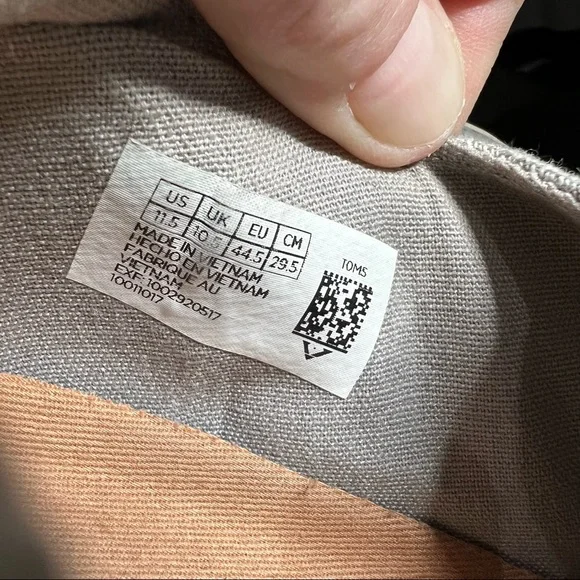 US UK EU CM
11.5 10.5 44.5 29.5
MADE IN VIETNAM
HECHO EN VIETNAM
FABRIQUE AU
VIETNAM
EXF: 1002920517
10011017
TOMS
V